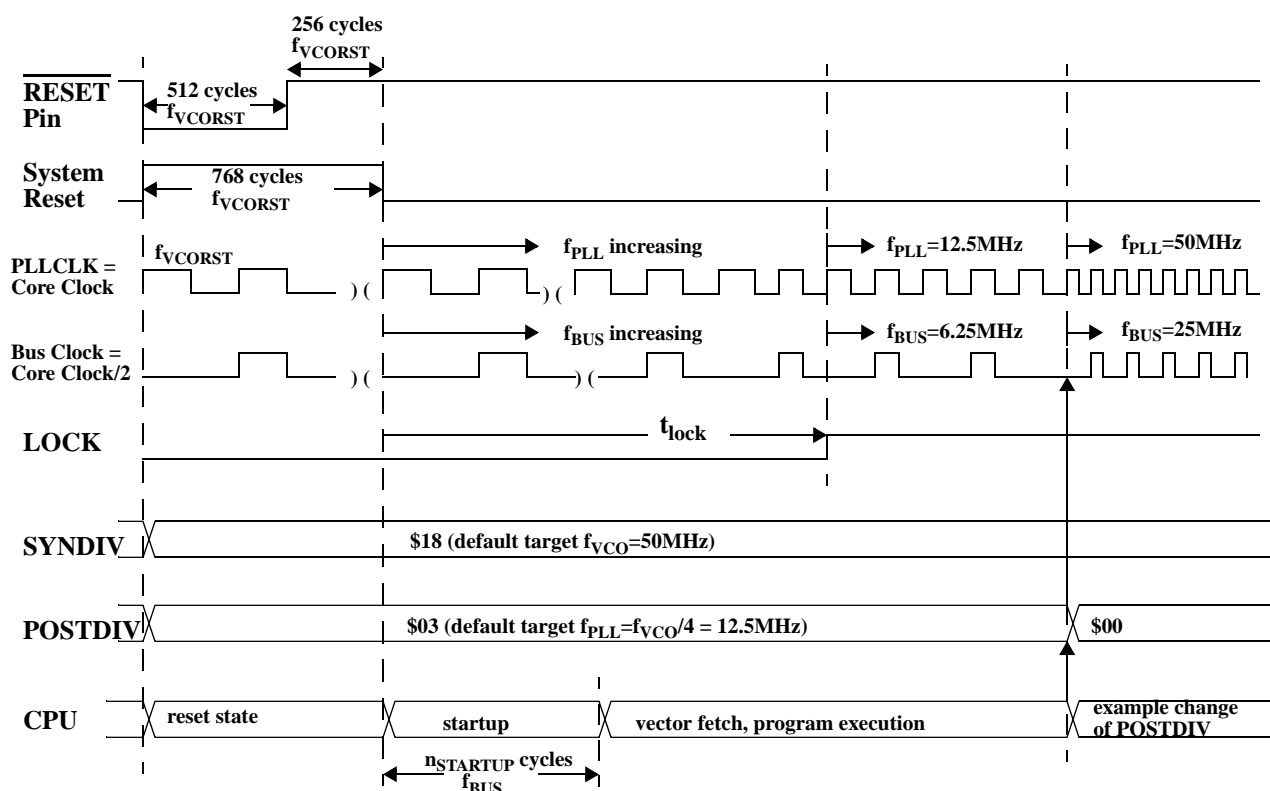 256 cycles
fVCORST
RESET
Pin
512 cycles
fVCORST
System
Reset
768 cycles
fVCORST
fVCORST
fPLL increasing
fPLL=12.5MHz
fPLL=50MHz
PLLCLK =
Core Clock
) (
) (
fBUS increasing
fBUS=6.25MHz
fBUS=25MHz
Bus Clock =
Core Clock/2
) (
) (
LOCK
tlock
SYNDIV
$18 (default target fVCO=50MHz)
POSTDIV
$03 (default target fPLL=fVCO/4 = 12.5MHz)
$00
CPU
reset state
startup
vector fetch, program execution
example change
of POSTDIV
nSTARTUP cycles
fBUS